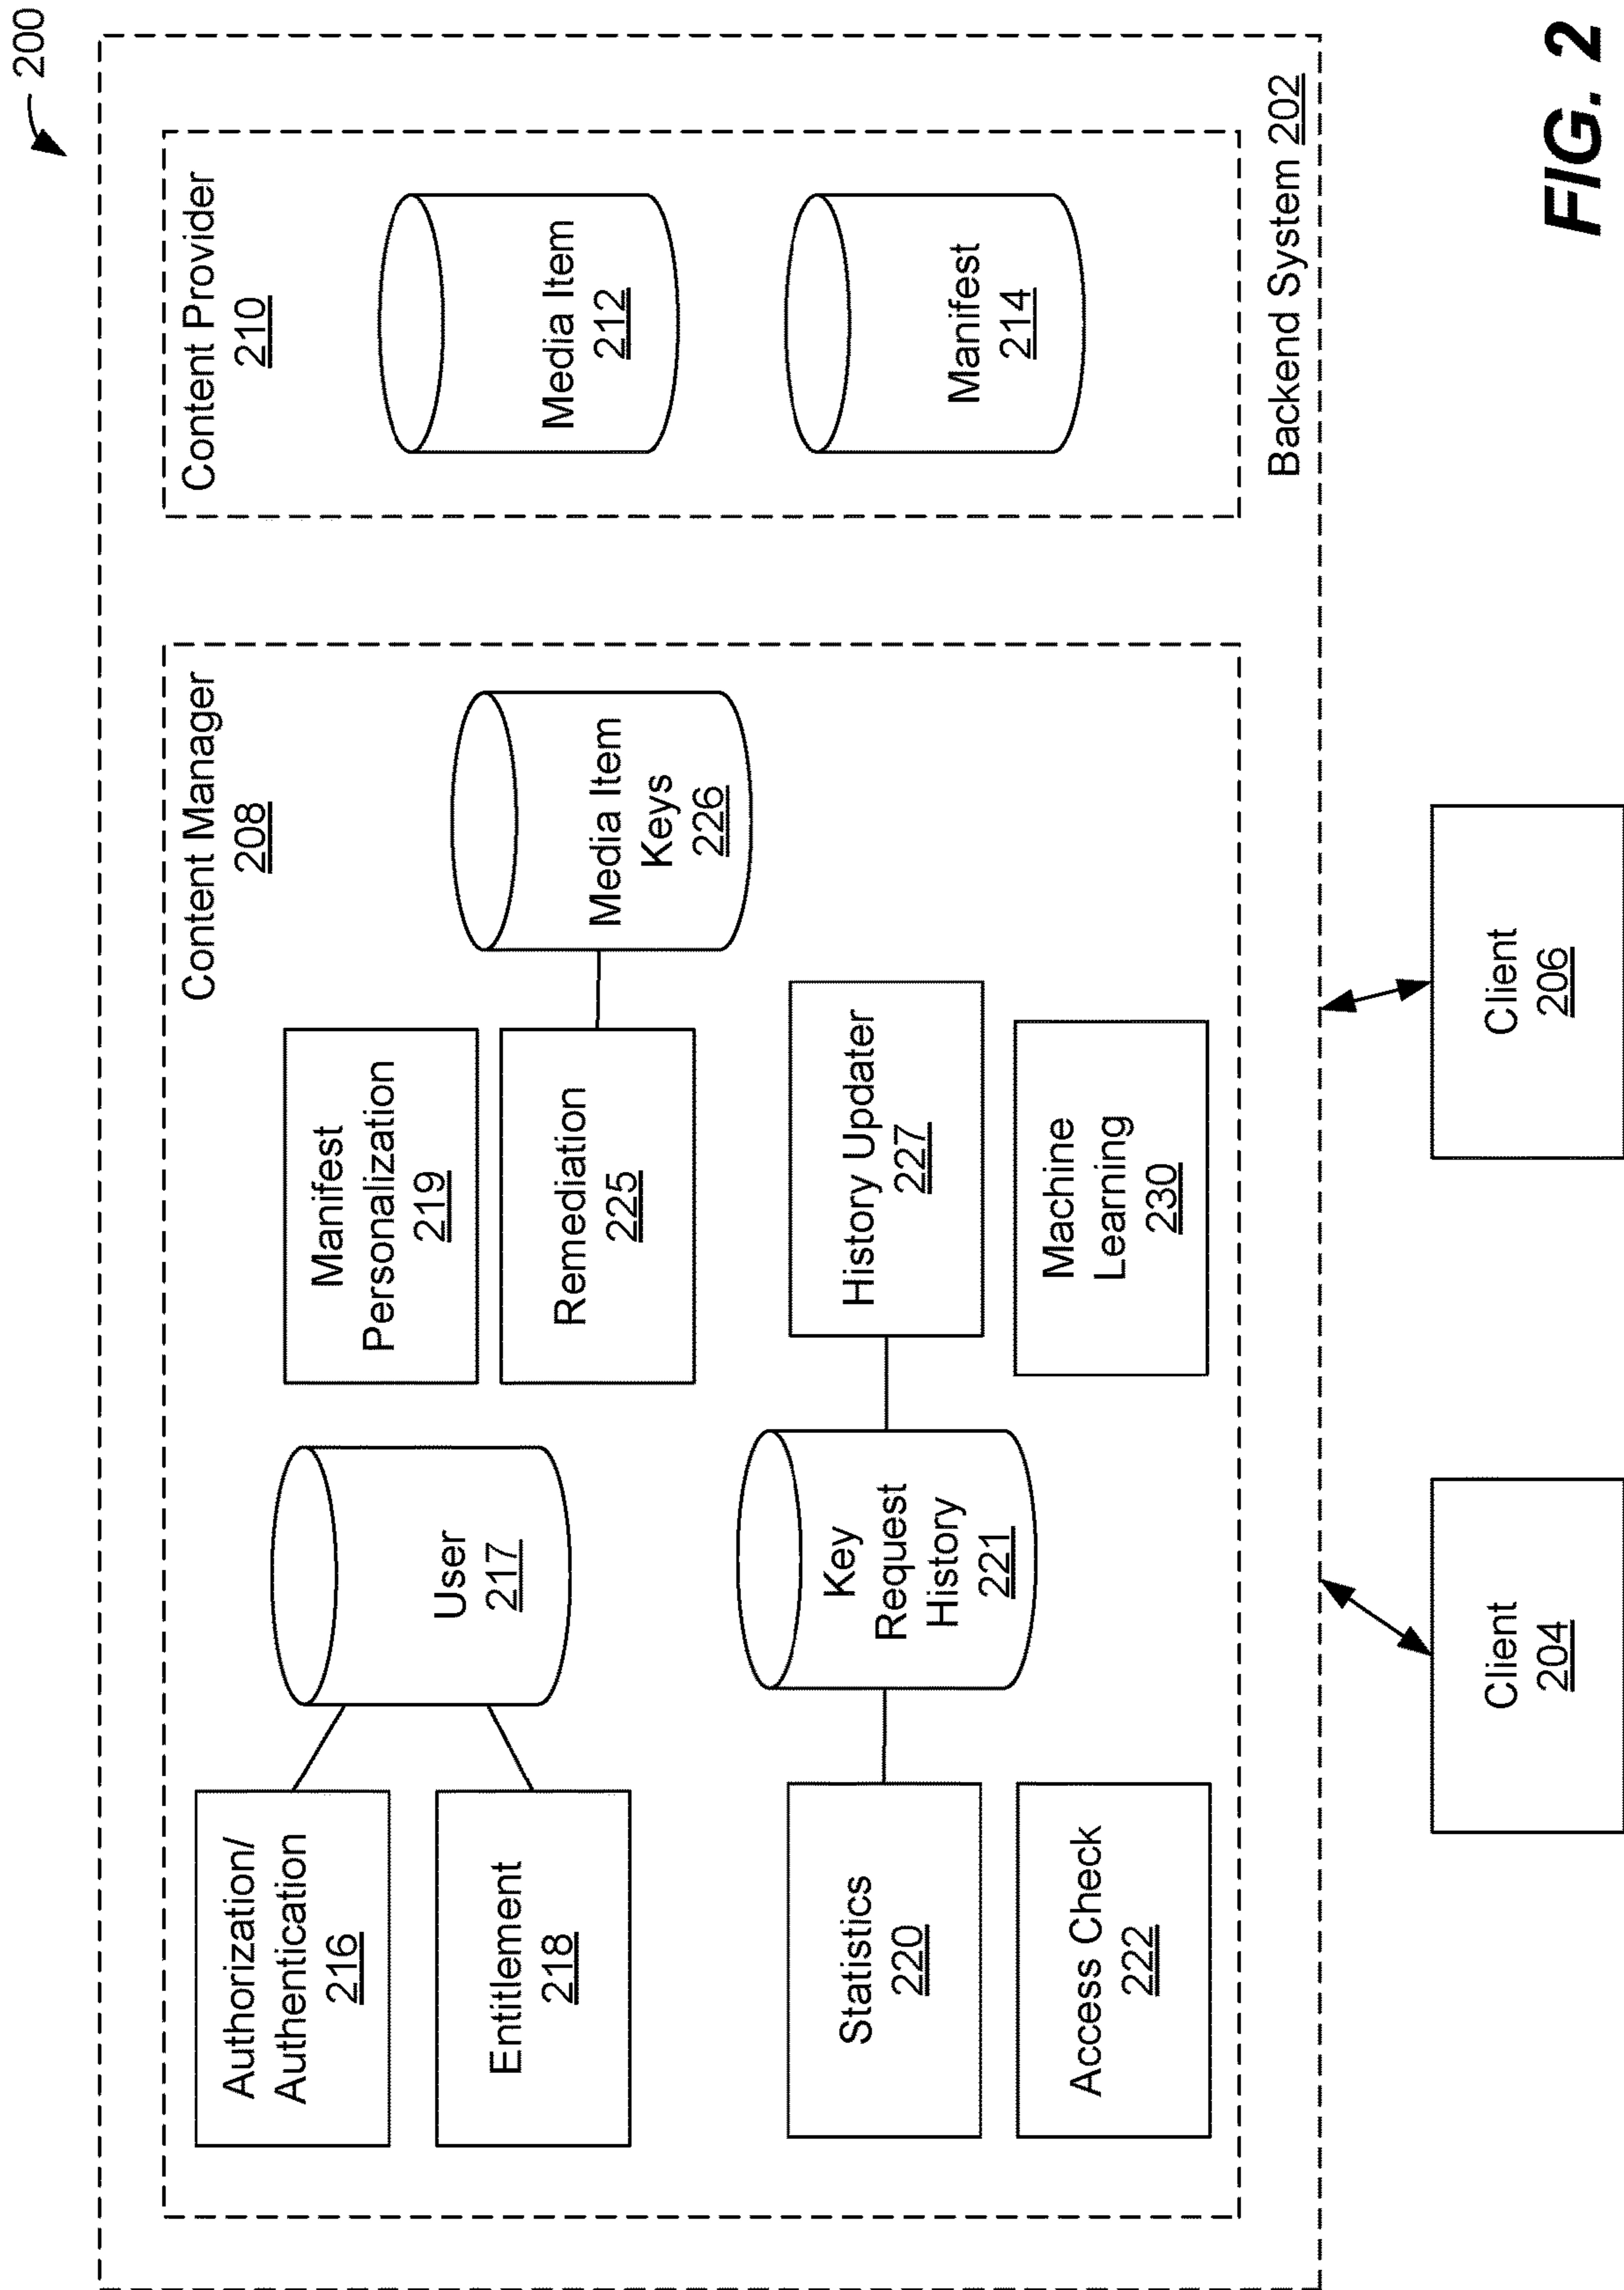 200
Content Manager
208
Content Provider
210
Authorization/
Authentication
216
User
217
Manifest
Personalization
219
Entitlement
218
Remediation
225
Media Item
Keys
226
Media Item
212
Statistics
220
Key
Request
History
221
History Updater
227
Access Check
222
Machine
Learning
230
Manifest
214
Backend System 202
Client
204
Client
206
FIG. 2